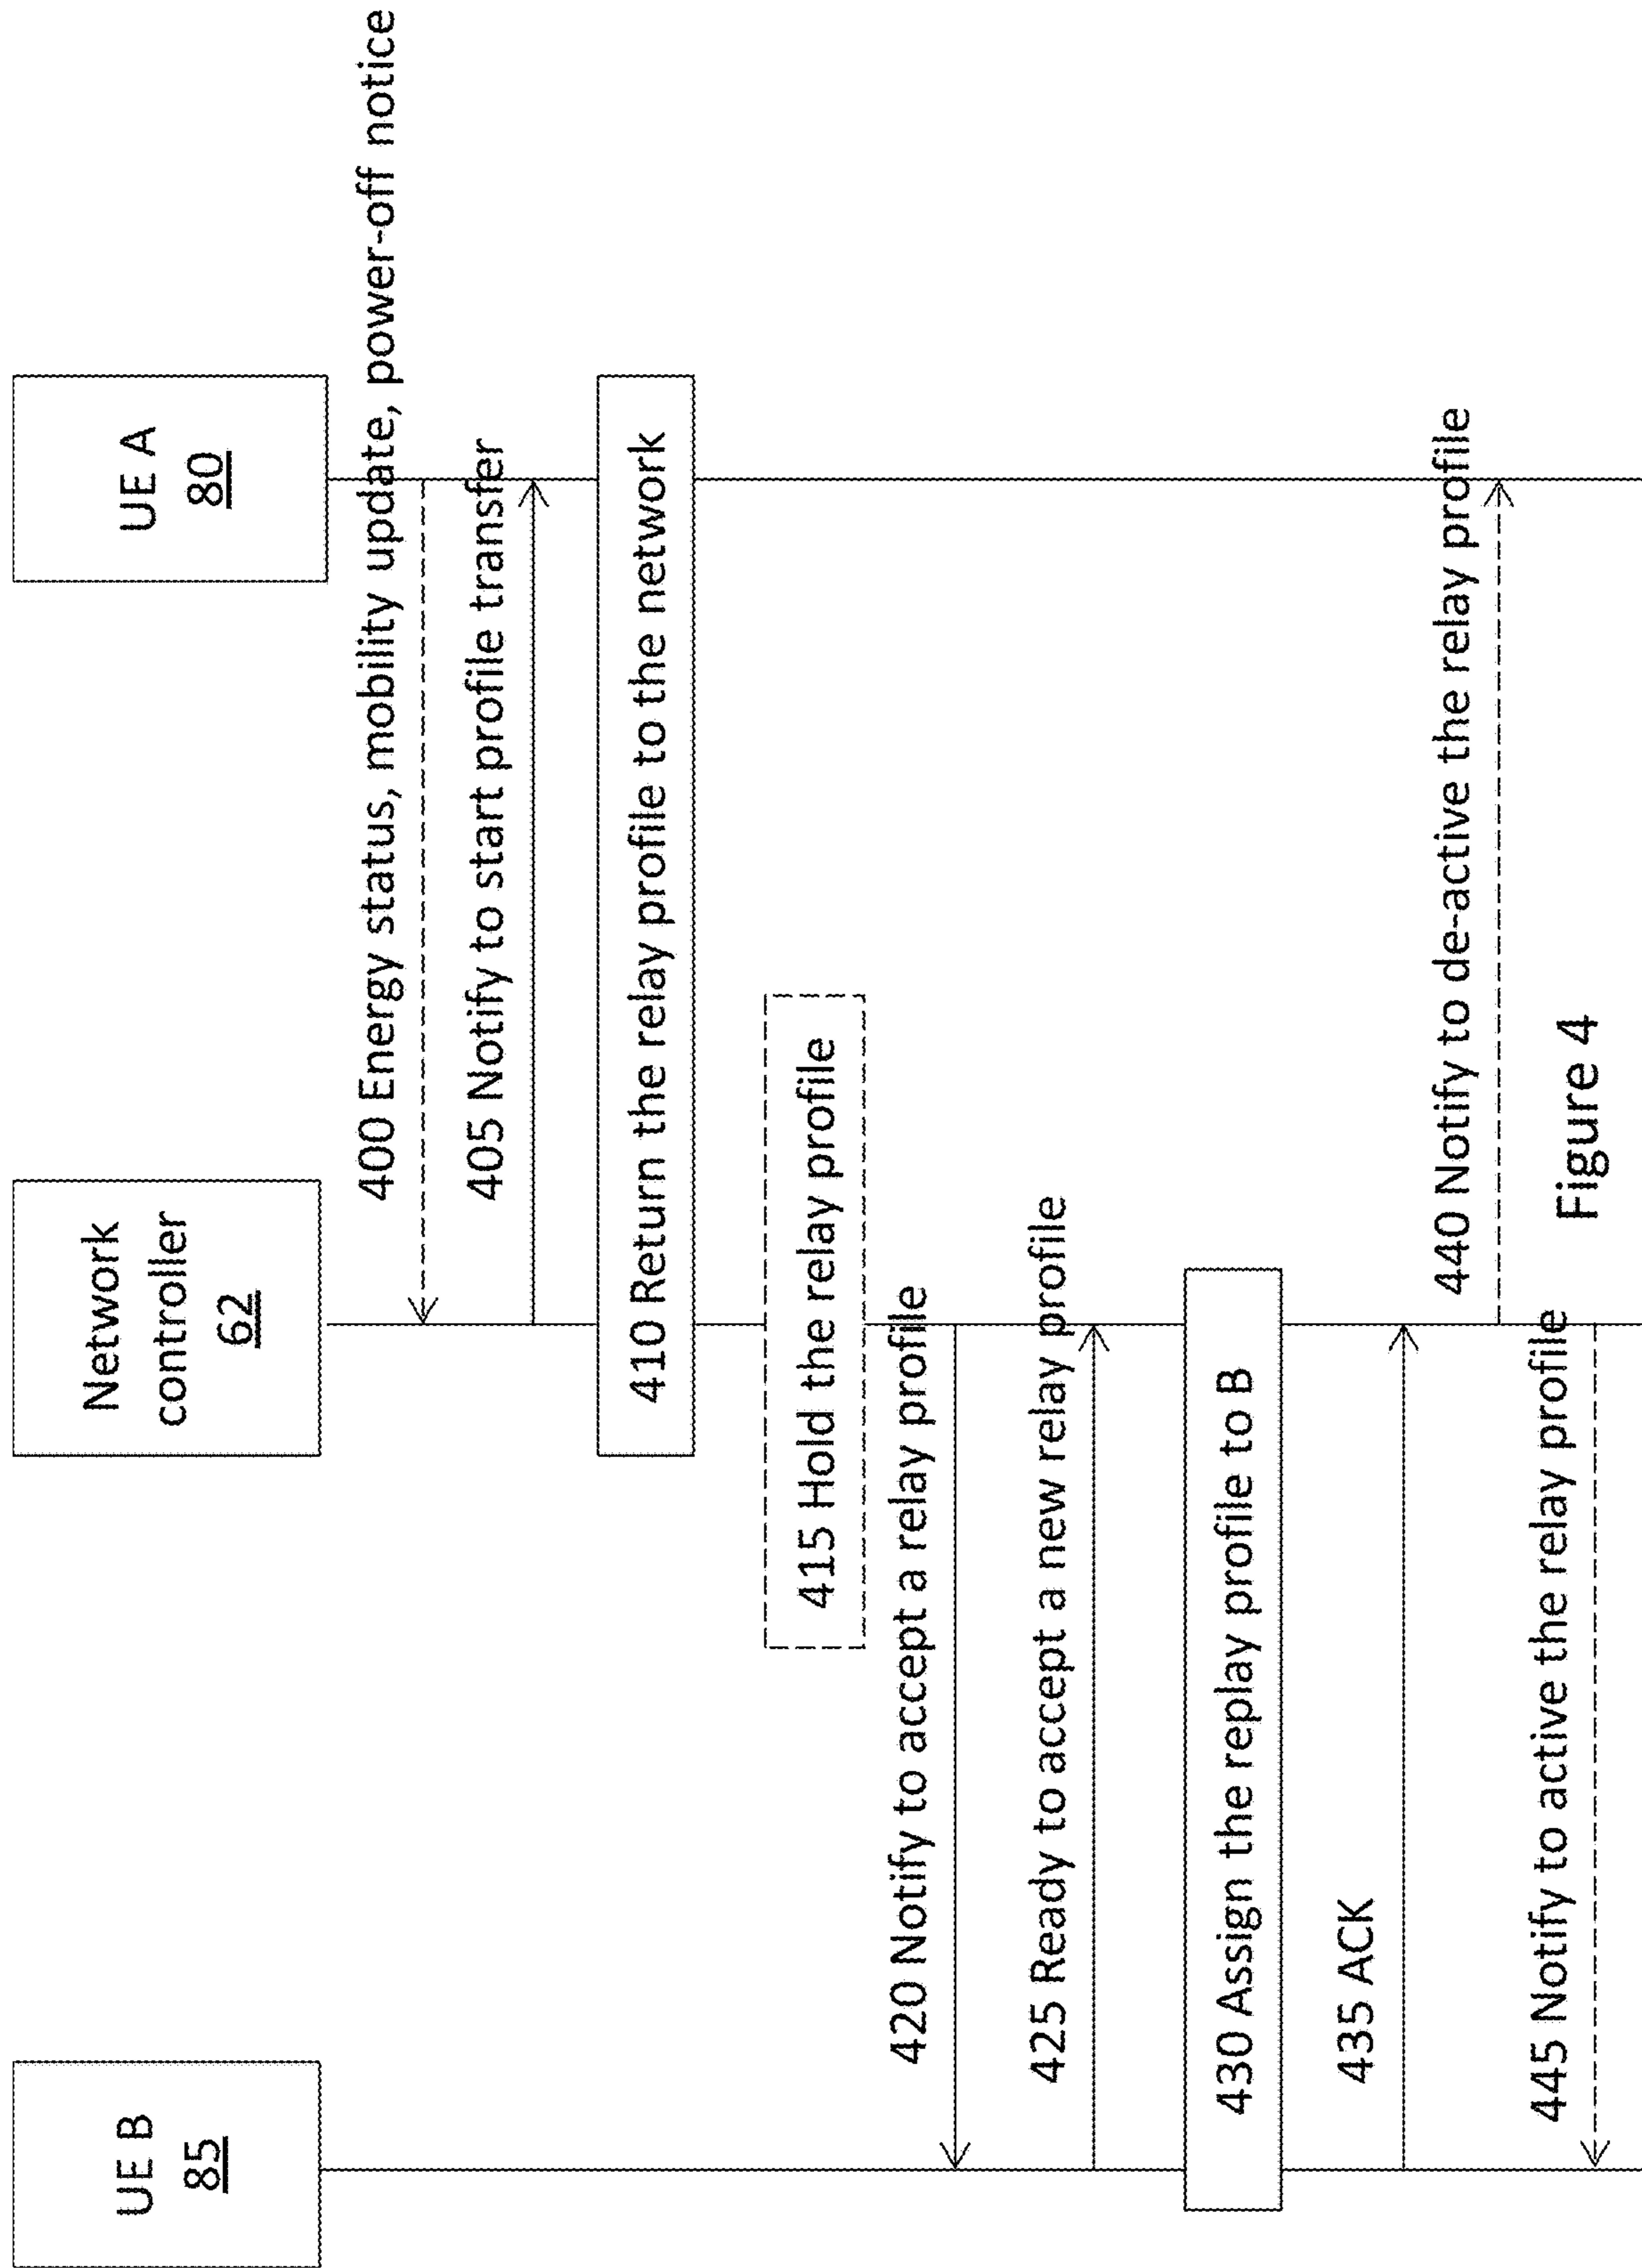 UE B
85
Network
controller
62
UE A
80
400 Energy status, mobility update, power-off notice
405 Notify to start profile transfer
410 Return the relay profile to the network
415 Hold the relay profile
420 Notify to accept a relay profile
425 Ready to accept a new relay profile
430 Assign the replay profile to B
435 ACK
440 Notify to de-active the relay profile
445 Notify to active the relay profile
Figure 4